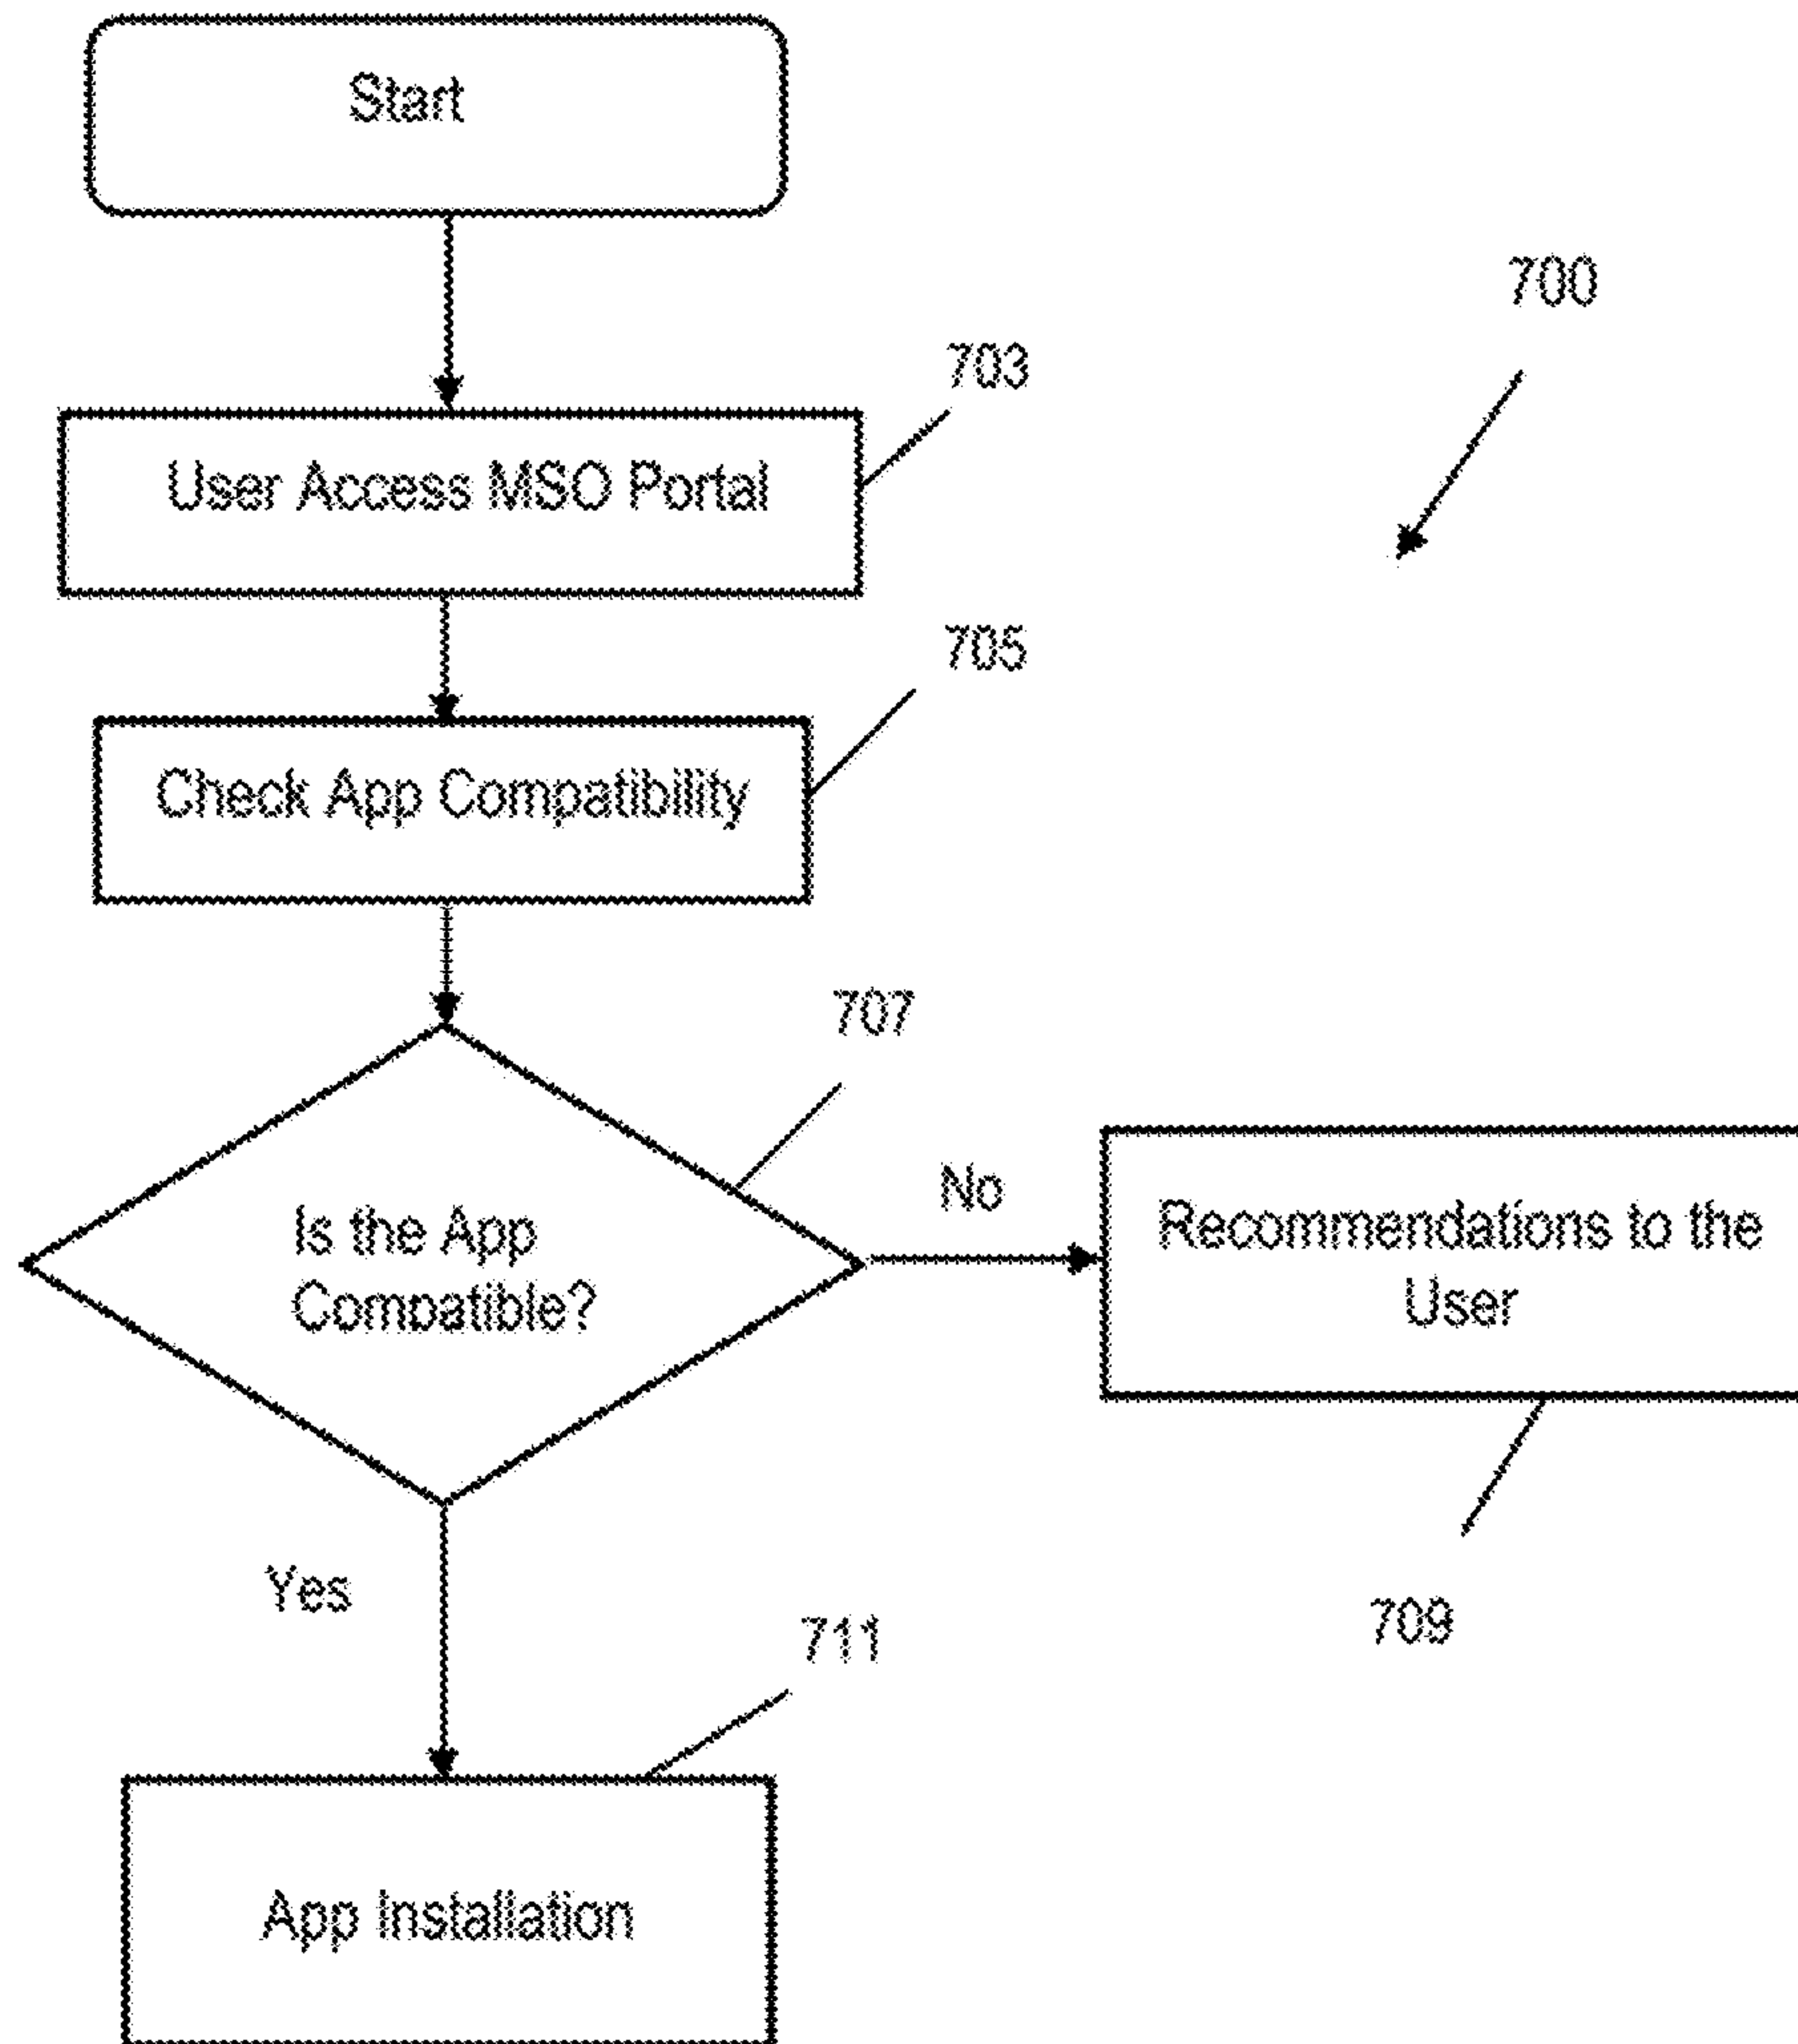 Start
700
703
User Access MSO Portal
705
Check App Compatibility
707
Is the App
Compatible?
No
Recommendations to the
User
Yes
709
711
App Installation